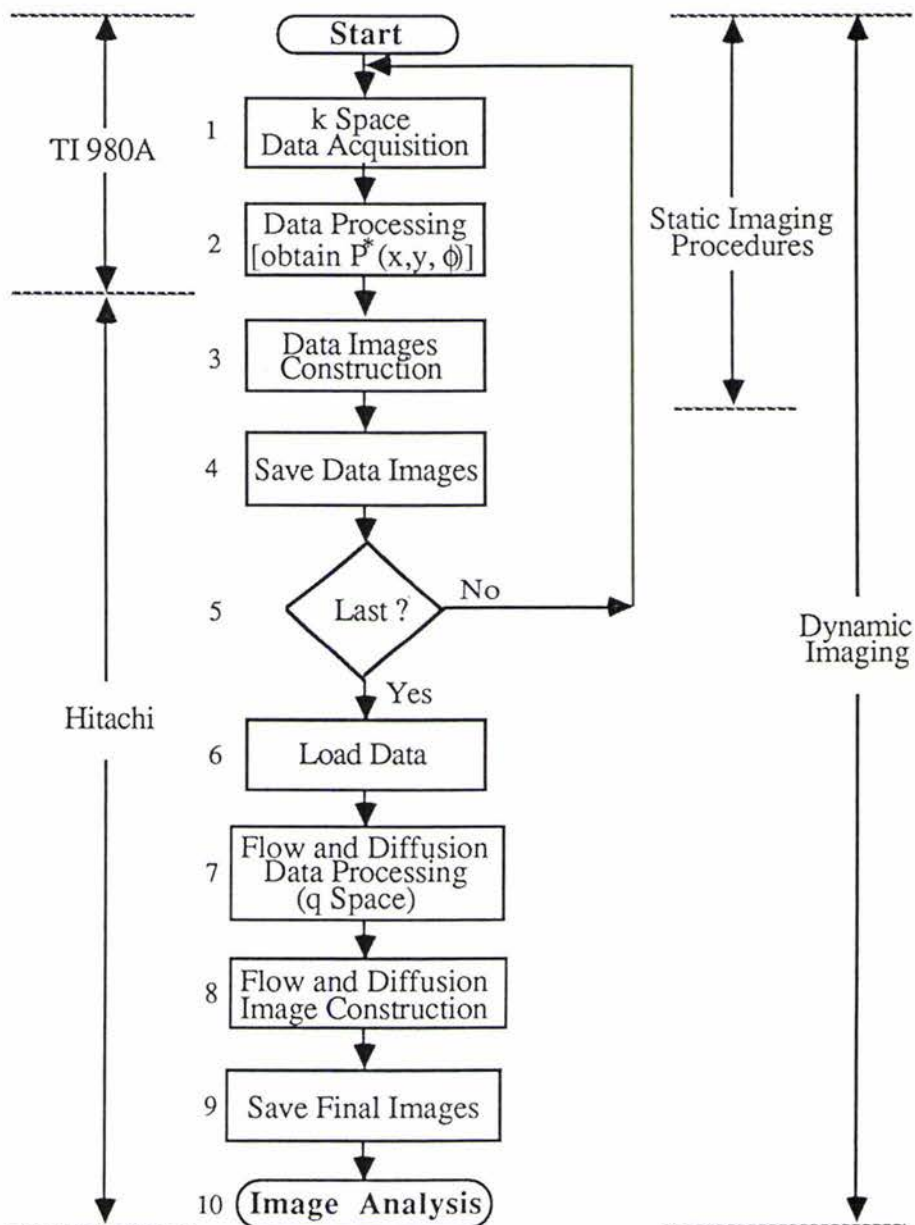 Start
1
k Space
Data Acquisition
TI 980A
2
Data Processing
[obtain P*(x,y, ϕ)]
Static Imaging
Procedures
3
Data Images
Construction
4
Save Data Images
5
Last ?
No
Yes
Dynamic
Imaging
Hitachi
6
Load Data
7
Flow and Diffusion
Data Processing
(q Space)
8
Flow and Diffusion
Image Construction
9
Save Final Images
10
Image Analysis